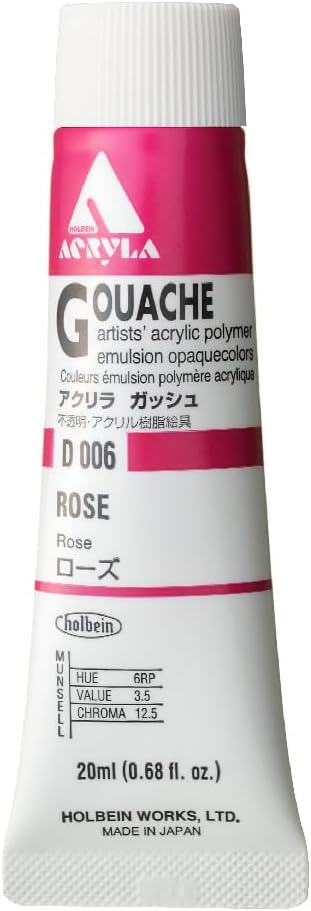 HOLBEIN
ACRYLA
GOUACHE
artists' acrylic polymer
emulsion opaquecolors
Couleurs émulsion polymère acrylique
アクリラ ガッシュ
不透明・アクリル樹脂絵具
D 006
ROSE
Rose
ローズ
holbein
MUNSELL
HUE 6RP
VALUE 3.5
CHROMA 12.5
20ml (0.68 fl. oz.)
HOLBEIN WORKS, LTD.
MADE IN JAPAN